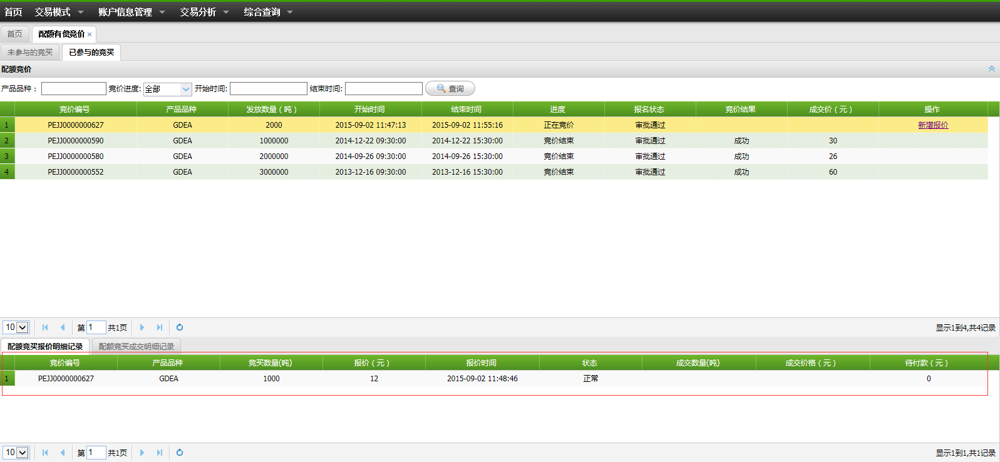 首页 交易模式 账户信息管理 交易分析 综合查询
首页 配额有偿竞价 ×
未参与的竞买 已参与的竞买
配额竞价
产品品种： 竞价进度: 全部 开始时间: 结束时间: 查询
竞价编号 产品品种 发放数量（吨） 开始时间 结束时间 进度 报名状态 竞价结果 成交价（元） 操作
1 PEJJ0000000627 GDEA 2000 2015-09-02 11:47:13 2015-09-02 11:55:16 正在竞价 审批通过 新增报价
2 PEJJ0000000590 GDEA 1000000 2014-12-22 09:30:00 2014-12-22 15:30:00 竞价结束 审批通过 成功 30
3 PEJJ0000000580 GDEA 2000000 2014-09-26 09:30:00 2014-09-26 15:30:00 竞价结束 审批通过 成功 26
4 PEJJ0000000552 GDEA 3000000 2013-12-16 09:30:00 2013-12-16 15:30:00 竞价结束 审批通过 成功 60
10 第 1 共1页 显示1到4,共4记录
配额竞买报价明细记录 配额竞买成交明细记录
竞价编号 产品品种 竞买数量(吨) 报价（元） 报价时间 状态 成交数量(吨) 成交价格（元） 待付款（元）
1 PEJJ0000000627 GDEA 1000 12 2015-09-02 11:48:46 正常 0
10 第 1 共1页 显示1到1,共1记录